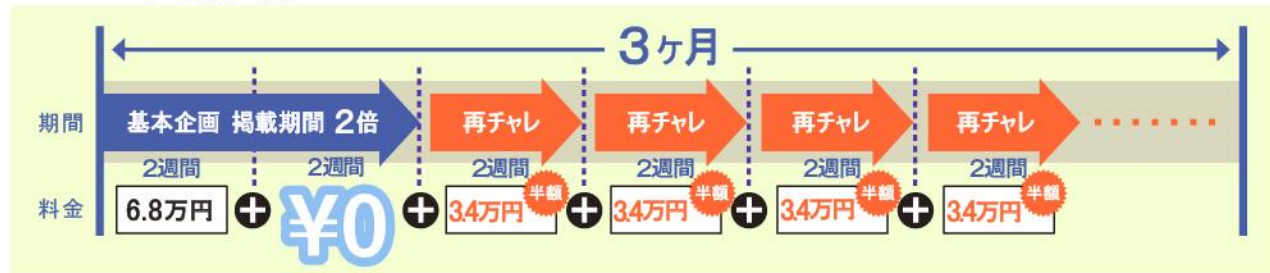 3ヶ月
期間
基本企画 掲載期間 2倍
再チャレ
再チャレ
再チャレ
再チャレ
2週間
2週間
2週間
2週間
2週間
2週間
料金
6.8万円
¥0
3.4万円
半額
3.4万円
半額
3.4万円
半額
3.4万円
半額